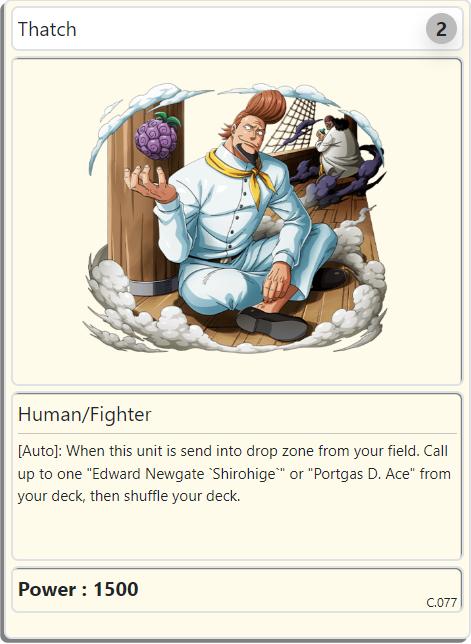 Thatch
2
Human/Fighter
[Auto]: When this unit is send into drop zone from your field. Call
up to one "Edward Newgate `Shirohige`" or "Portgas D. Ace" from
your deck, then shuffle your deck.
Power : 1500
C.077